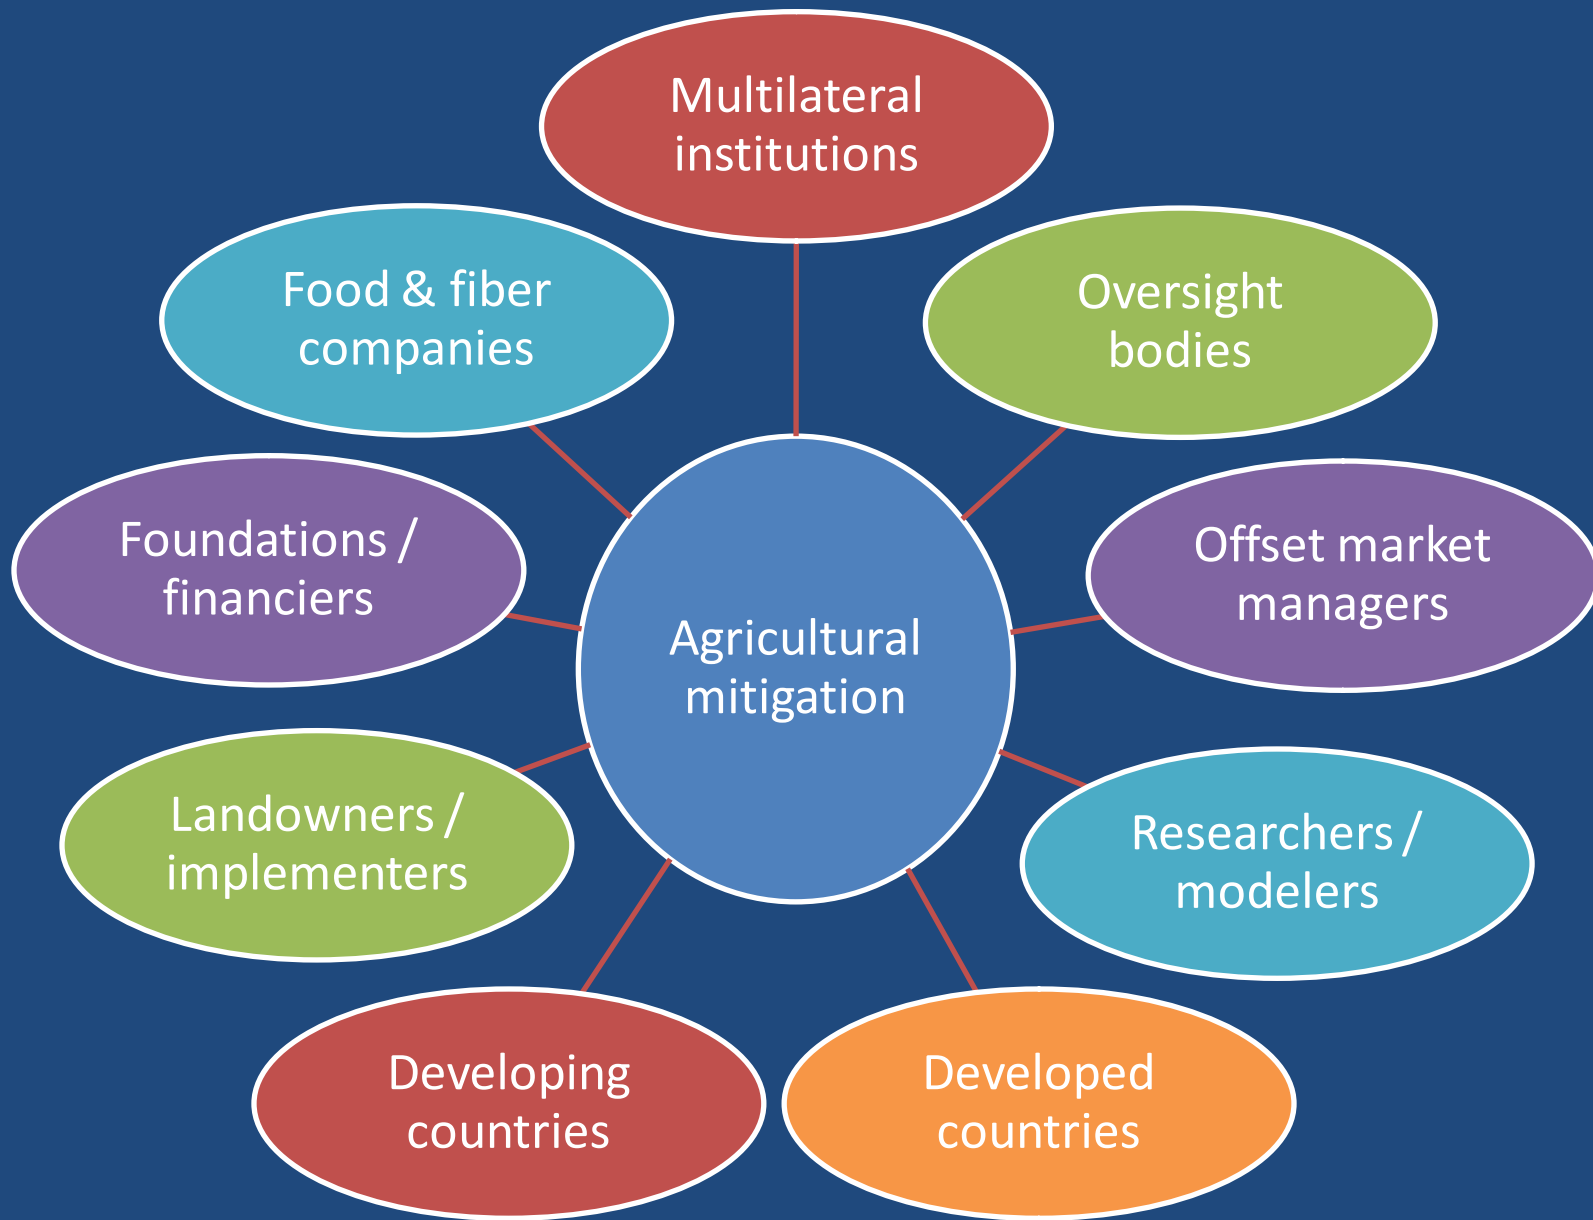 Multilateral
institutions
Food & fiber
companies
Oversight
bodies
Foundations /
financiers
Offset market
managers
Agricultural
mitigation
Landowners /
implementers
Researchers /
modelers
Developing
countries
Developed
countries